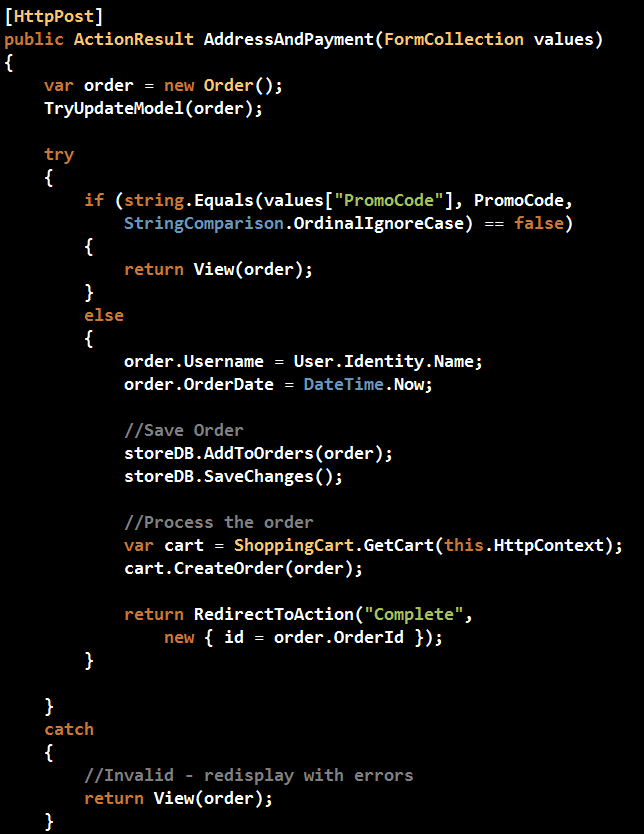 [HttpPost]
public ActionResult AddressAndPayment(FormCollection values)
{
    var order = new Order();
    TryUpdateModel(order);

    try
    {
        if (string.Equals(values["PromoCode"], PromoCode,
            StringComparison.OrdinalIgnoreCase) == false)
        {
            return View(order);
        }
        else
        {
            order.Username = User.Identity.Name;
            order.OrderDate = DateTime.Now;

            //Save Order
            storeDB.AddToOrders(order);
            storeDB.SaveChanges();

            //Process the order
            var cart = ShoppingCart.GetCart(this.HttpContext);
            cart.CreateOrder(order);

            return RedirectToAction("Complete",
                new { id = order.OrderId });
        }

    }
    catch
    {
        //Invalid - redisplay with errors
        return View(order);
    }